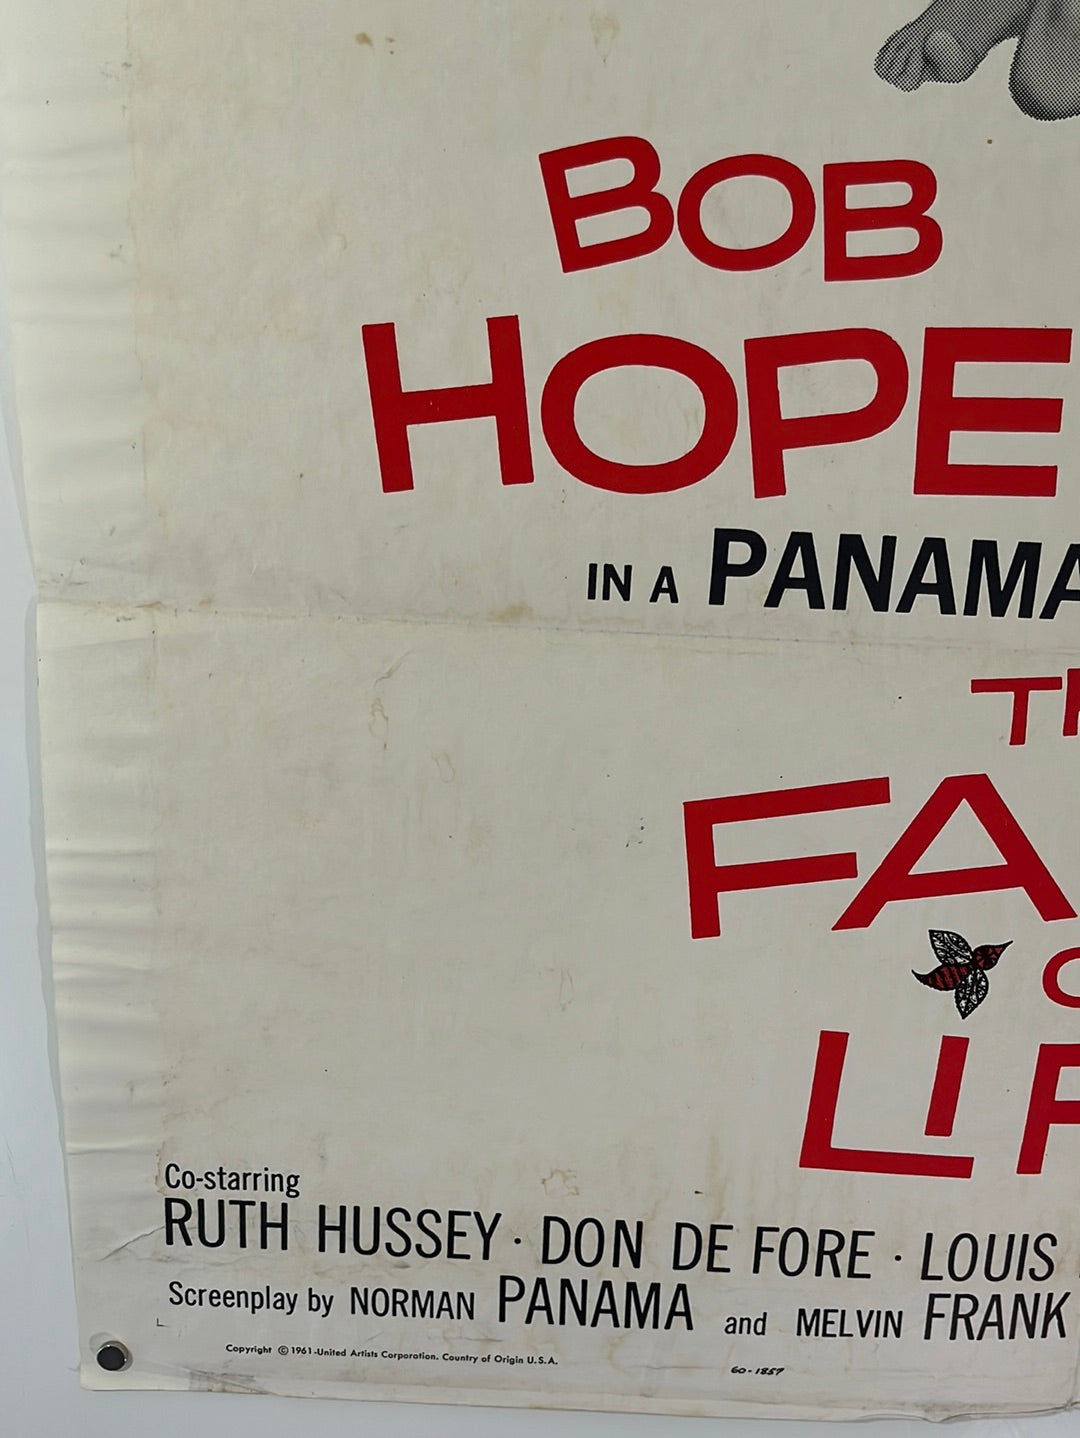 BOB
HOPE
IN A PANAMA
TH
FA
O
LIF
Co-starring
RUTH HUSSEY · DON DE FORE · LOUIS
Screenplay by NORMAN PANAMA and MELVIN FRANK
Copyright © 1961-United Artists Corporation. Country of Origin U.S.A.
60-1857